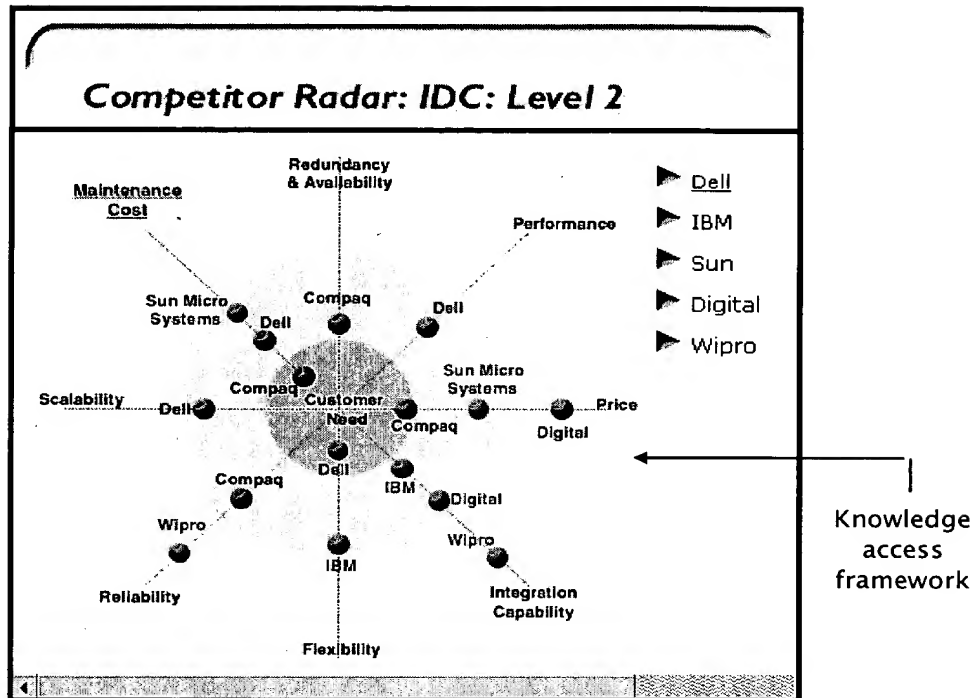 Competitor Radar: IDC: Level 2
Redundancy
& Availability
Maintenance
Cost
Performance
Dell
IBM
Sun
Digital
Wipro
Sun Micro
Systems
Dell
Compaq
Dell
Compaq
Customer
Need
Sun Micro
Systems
Scalability
Dell
Compaq
Price
Digital
Dell
IBM
Compaq
Digital
Wipro
Wipro
IBM
Reliability
Integration
Capability
Flexibility
Knowledge
access
framework